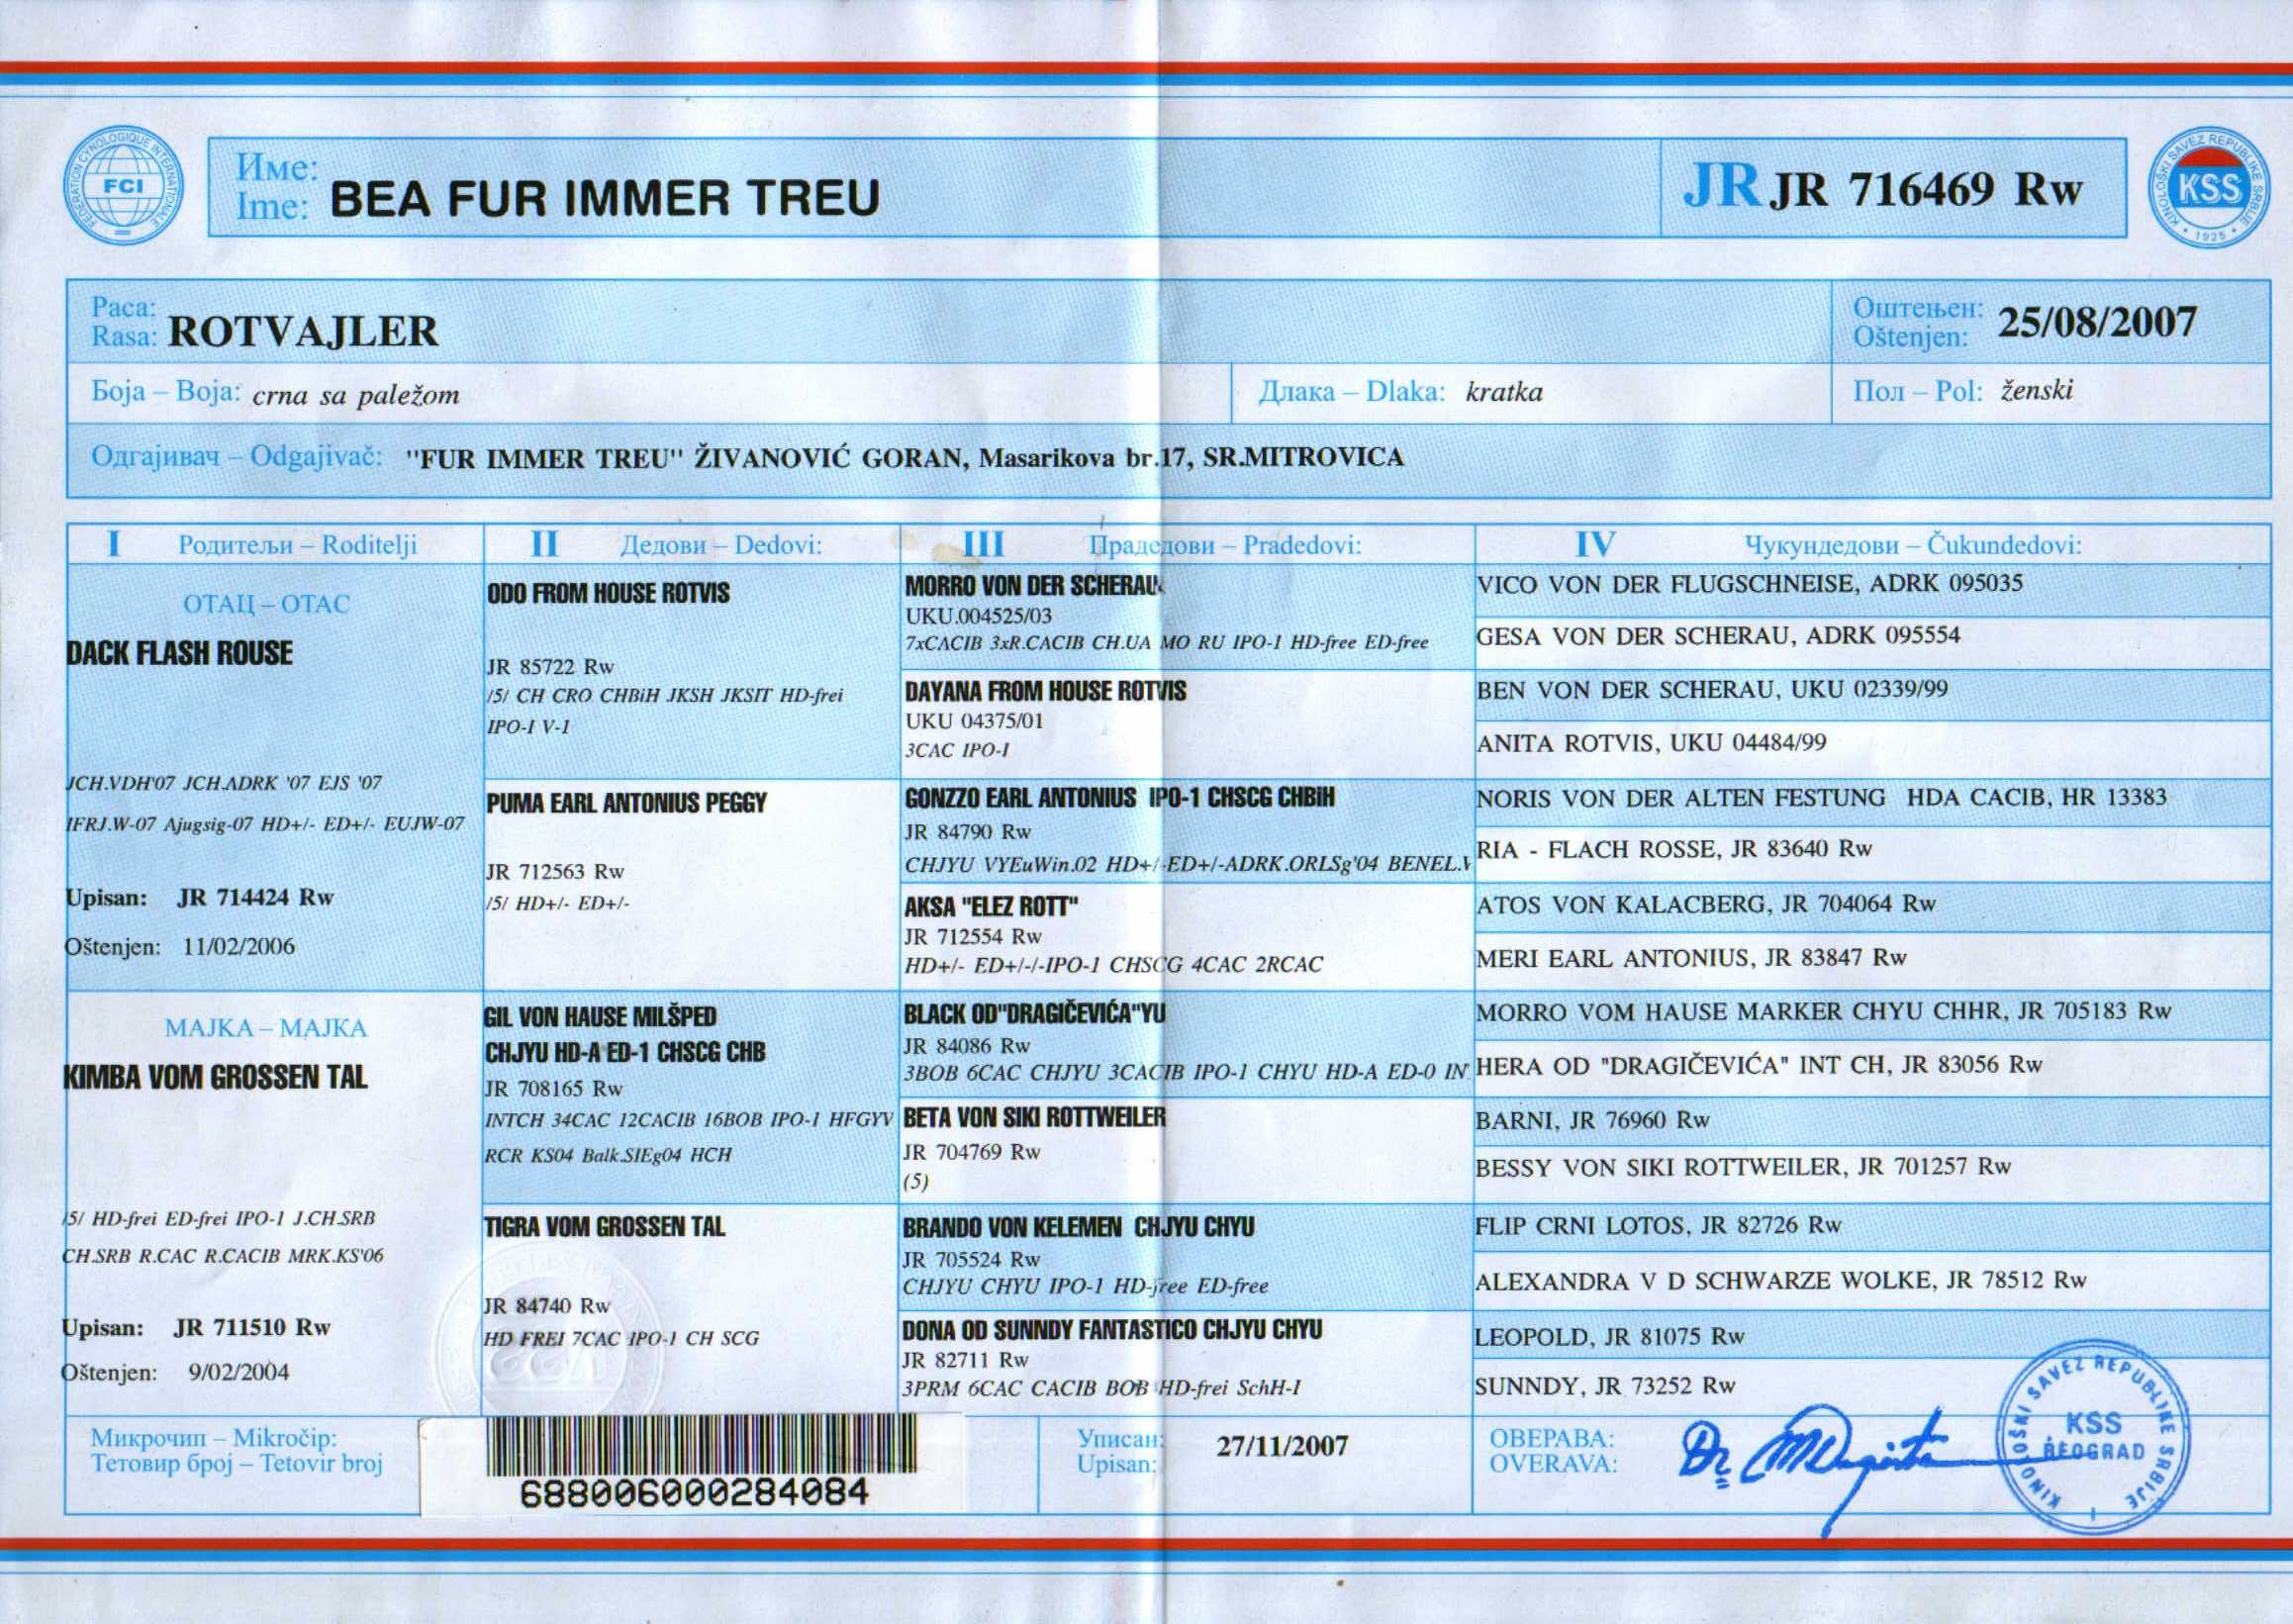 FEDERATION CYNOLOGIQUE INTERNATIONALE
FCI
Име:
Ime: BEA FUR IMMER TREU
JR JR 716469 Rw
KINOLOŠKI SAVEZ REPUBLIKE SRBIJE
KSS
1925
Раса:
Rasa: ROTVAJLER
Оштењен:
Oštenjen: 25/08/2007
Боја – Boja: crna sa paležom
Длака – Dlaka: kratka
Пол – Pol: ženski
Одгајивач – Odgajivač: "FUR IMMER TREU" ŽIVANOVIĆ GORAN, Masarikova br.17, SR.MITROVICA
I Родитељи – Roditelji
II Дедови – Dedovi:
III Прадедови – Pradedovi:
IV Чукундедови – Čukundedovi:
ОТАЦ – OTAC
DACK FLASH ROUSE
JCH.VDH'07 JCH.ADRK '07 EJS '07
IFRJ.W-07 Ajugsig-07 HD+/- ED+/- EUJW-07
Upisan: JR 714424 Rw
Oštenjen: 11/02/2006
МАЈКА – MAJKA
KIMBA VOM GROSSEN TAL
/5/ HD-frei ED-frei IPO-1 J.CH.SRB
CH.SRB R.CAC R.CACIB MRK.KS'06
Upisan: JR 711510 Rw
Oštenjen: 9/02/2004
ODO FROM HOUSE ROTVIS
JR 85722 Rw
/5/ CH CRO CHBiH JKSH JKSIT HD-frei
IPO-I V-1
PUMA EARL ANTONIUS PEGGY
JR 712563 Rw
/5/ HD+/- ED+/-
GIL VON HAUSE MILŠPED
CHJYU HD-A ED-1 CHSCG CHB
JR 708165 Rw
INTCH 34CAC 12CACIB 16BOB IPO-1 HFGYV
RCR KS04 Balk.SIEg04 HCH
TIGRA VOM GROSSEN TAL
JR 84740 Rw
HD FREI 7CAC IPO-1 CH SCG
MORRO VON DER SCHERAU
UKU.004525/03
7xCACIB 3xR.CACIB CH.UA MO RU IPO-1 HD-free ED-free
DAYANA FROM HOUSE ROTVIS
UKU 04375/01
3CAC IPO-I
GONZZO EARL ANTONIUS IPO-1 CHSCG CHBiH
JR 84790 Rw
CHJYU VYEuWin.02 HD+/-ED+/-ADRK.ORLSg'04 BENEL.V
AKSA "ELEZ ROTT"
JR 712554 Rw
HD+/- ED+/-/-IPO-1 CHSCG 4CAC 2RCAC
BLACK OD"DRAGIČEVIĆA"YU
JR 84086 Rw
3BOB 6CAC CHJYU 3CACIB IPO-1 CHYU HD-A ED-0 IN
BETA VON SIKI ROTTWEILER
JR 704769 Rw
(5)
BRANDO VON KELEMEN CHJYU CHYU
JR 705524 Rw
CHJYU CHYU IPO-1 HD-free ED-free
DONA OD SUNNDY FANTASTICO CHJYU CHYU
JR 82711 Rw
3PRM 6CAC CACIB BOB HD-frei SchH-I
VICO VON DER FLUGSCHNEISE, ADRK 095035
GESA VON DER SCHERAU, ADRK 095554
BEN VON DER SCHERAU, UKU 02339/99
ANITA ROTVIS, UKU 04484/99
NORIS VON DER ALTEN FESTUNG HDA CACIB, HR 13383
RIA - FLACH ROSSE, JR 83640 Rw
ATOS VON KALACBERG, JR 704064 Rw
MERI EARL ANTONIUS, JR 83847 Rw
MORRO VOM HAUSE MARKER CHYU CHHR, JR 705183 Rw
HERA OD "DRAGIČEVIĆA" INT CH, JR 83056 Rw
BARNI, JR 76960 Rw
BESSY VON SIKI ROTTWEILER, JR 701257 Rw
FLIP CRNI LOTOS, JR 82726 Rw
ALEXANDRA V D SCHWARZE WOLKE, JR 78512 Rw
LEOPOLD, JR 81075 Rw
SUNNDY, JR 73252 Rw
Микрочип – Mikročip:
Тетовир број – Tetovir broj
688006000284084
Уписан:
Upisan: 27/11/2007
ОВЕРАВА:
OVERAVA:
Dr
KINOLOŠKI SAVEZ REPUBLIKE SRBIJE
KSS
BEOGRAD
I